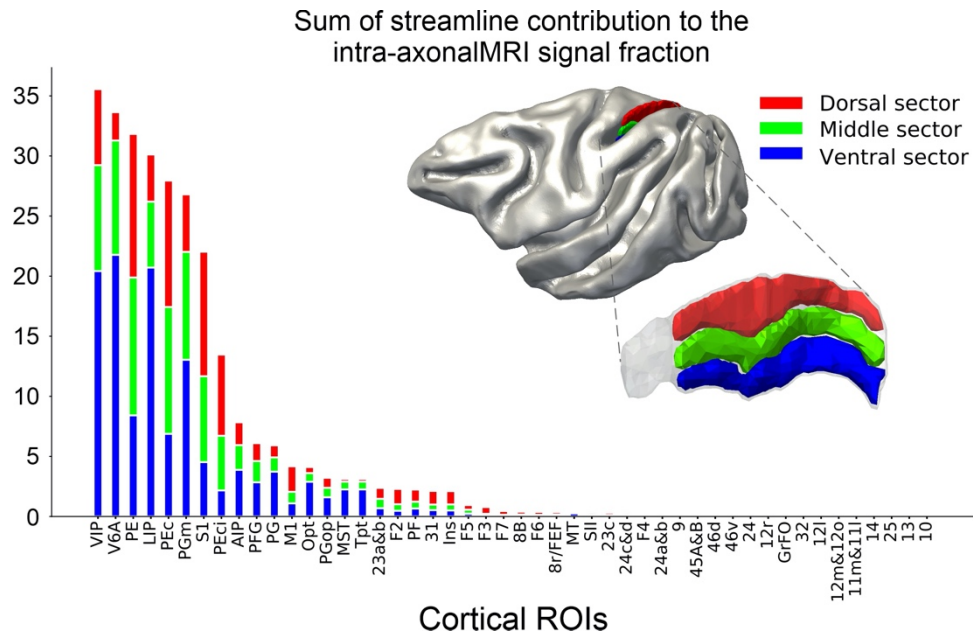 Sum of streamline contribution to the
intra-axonalMRI signal fraction
35
30
25
20
15
10
5
0
Dorsal sector
Middle sector
Ventral sector
VIP
V6A
PE
LIP
PEc
PGm
S1
PEci
AIP
PFG
PG
M1
Opt
PGop
MST
Tpt
23a&b
F2
PF
31
Ins
F5
F3
F7
8B
F6
8r/FEF
MT
SII
23c
24c&d
F4
24a&b
9
45A&B
46d
46v
24
12r
GrFO
32
12l
12m&12o
11m&11l
14
25
13
10
Cortical ROIs